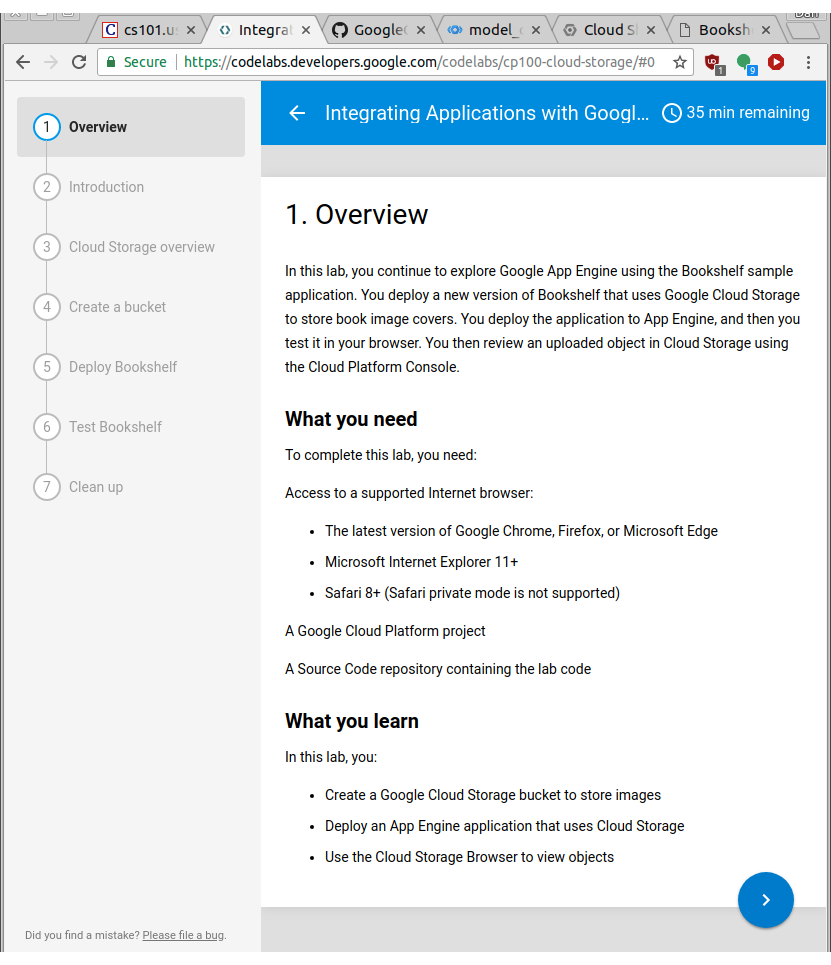 cs101.u
Integrat
Google
model_
Cloud S
Booksh
Dan
Secure
https://codelabs.developers.google.com/codelabs/cp100-cloud-storage/#0
1
9
Integrating Applications with Googl...
35 min remaining
1 Overview
2 Introduction
3 Cloud Storage overview
4 Create a bucket
5 Deploy Bookshelf
6 Test Bookshelf
7 Clean up
Did you find a mistake? Please file a bug.
1. Overview
In this lab, you continue to explore Google App Engine using the Bookshelf sample
application. You deploy a new version of Bookshelf that uses Google Cloud Storage
to store book image covers. You deploy the application to App Engine, and then you
test it in your browser. You then review an uploaded object in Cloud Storage using
the Cloud Platform Console.
What you need
To complete this lab, you need:
Access to a supported Internet browser:
• The latest version of Google Chrome, Firefox, or Microsoft Edge
• Microsoft Internet Explorer 11+
• Safari 8+ (Safari private mode is not supported)
A Google Cloud Platform project
A Source Code repository containing the lab code
What you learn
In this lab, you:
• Create a Google Cloud Storage bucket to store images
• Deploy an App Engine application that uses Cloud Storage
• Use the Cloud Storage Browser to view objects